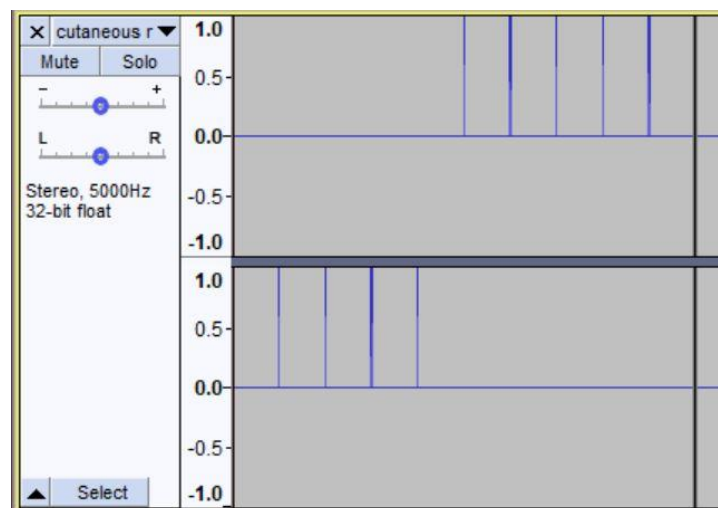 × cutaneous r ▼
Mute Solo
- +
L R
Stereo, 5000Hz
32-bit float
▲ Select
1.0
0.5-
0.0-
-0.5-
-1.0
1.0
0.5-
0.0-
-0.5-
-1.0